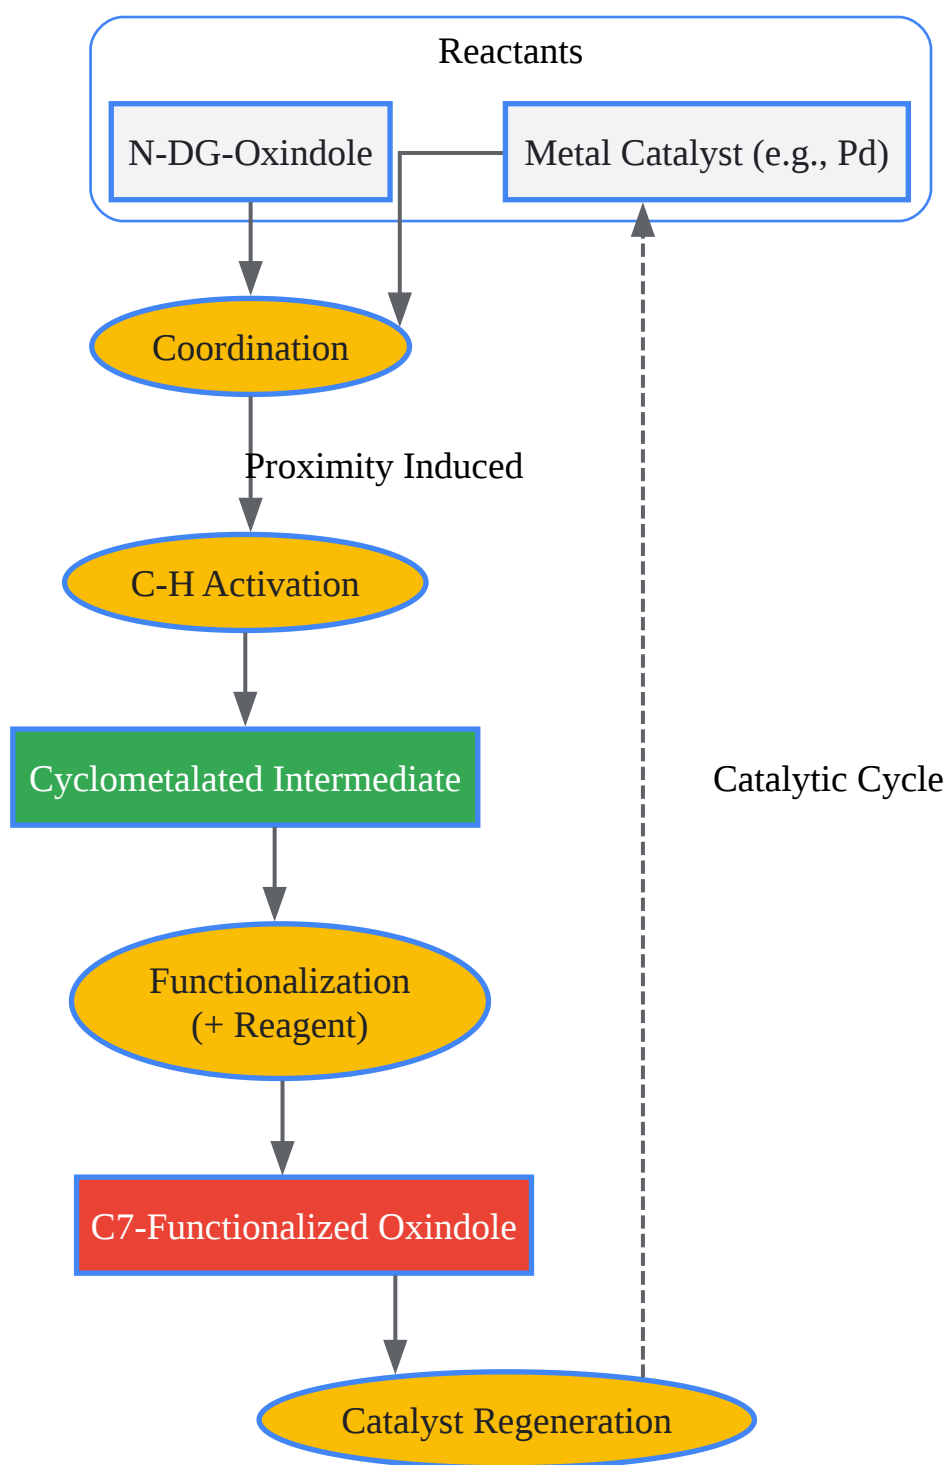 Reactants
N-DG-Oxindole
Metal Catalyst (e.g., Pd)
Coordination
Proximity Induced
C-H Activation
Cyclometalated Intermediate
Catalytic Cycle
Functionalization
(+ Reagent)
C7-Functionalized Oxindole
Catalyst Regeneration